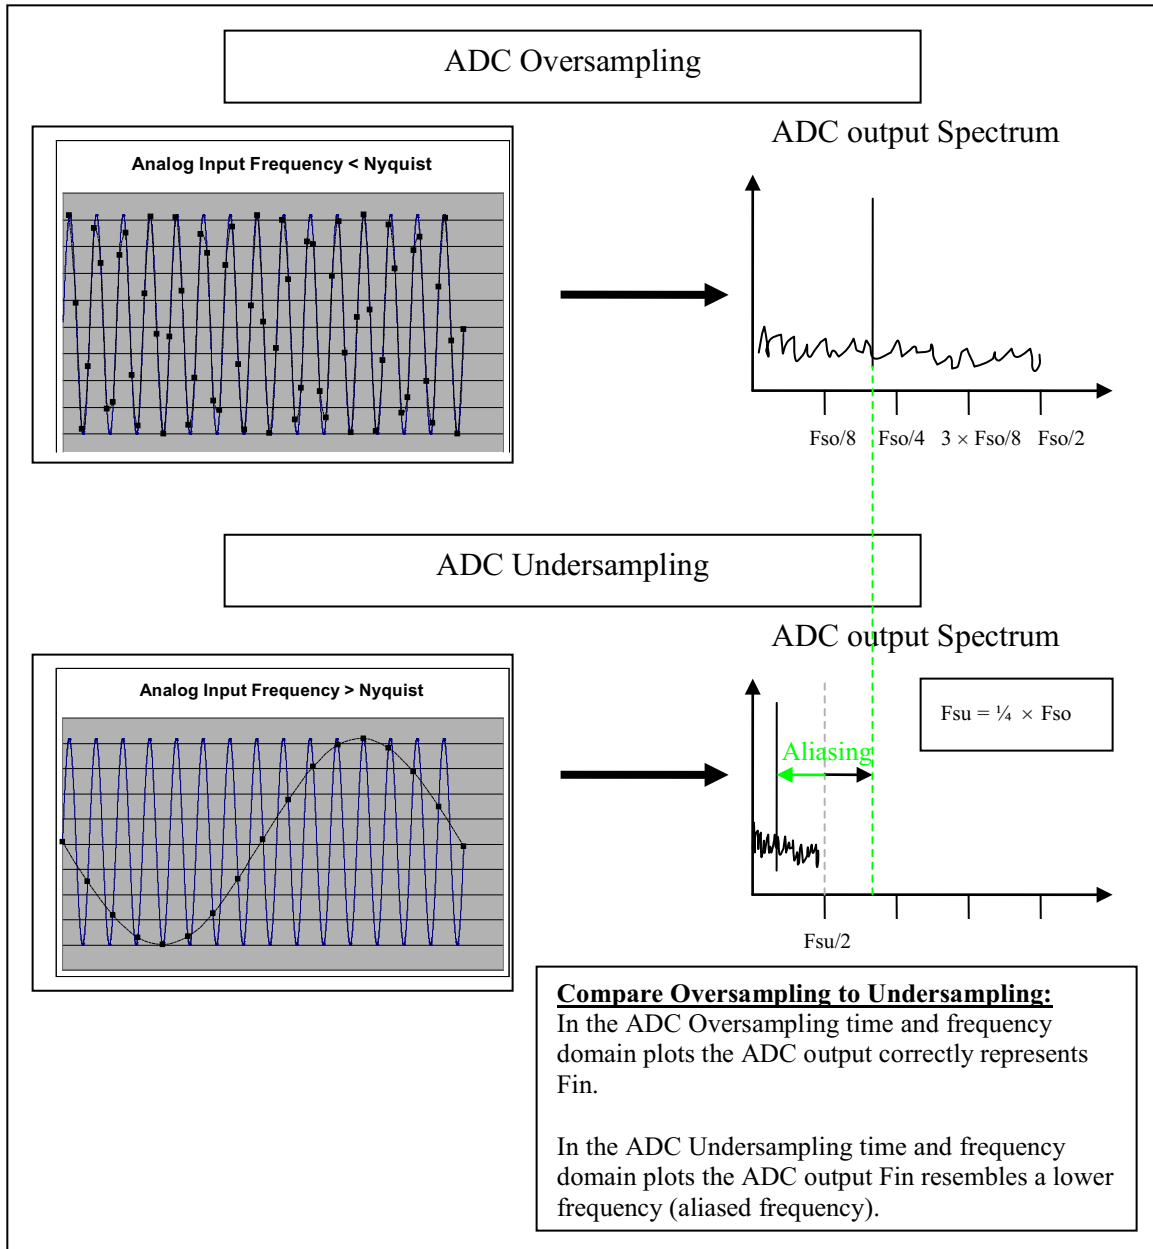 ADC Oversampling
ADC output Spectrum
Analog Input Frequency < Nyquist
Fso/8 Fso/4 3 × Fso/8 Fso/2
ADC Undersampling
ADC output Spectrum
Analog Input Frequency > Nyquist
Fsu = ¼ × Fso
Aliasing
Fsu/2
Compare Oversampling to Undersampling:
In the ADC Oversampling time and frequency
domain plots the ADC output correctly represents
Fin.
In the ADC Undersampling time and frequency
domain plots the ADC output Fin resembles a lower
frequency (aliased frequency).